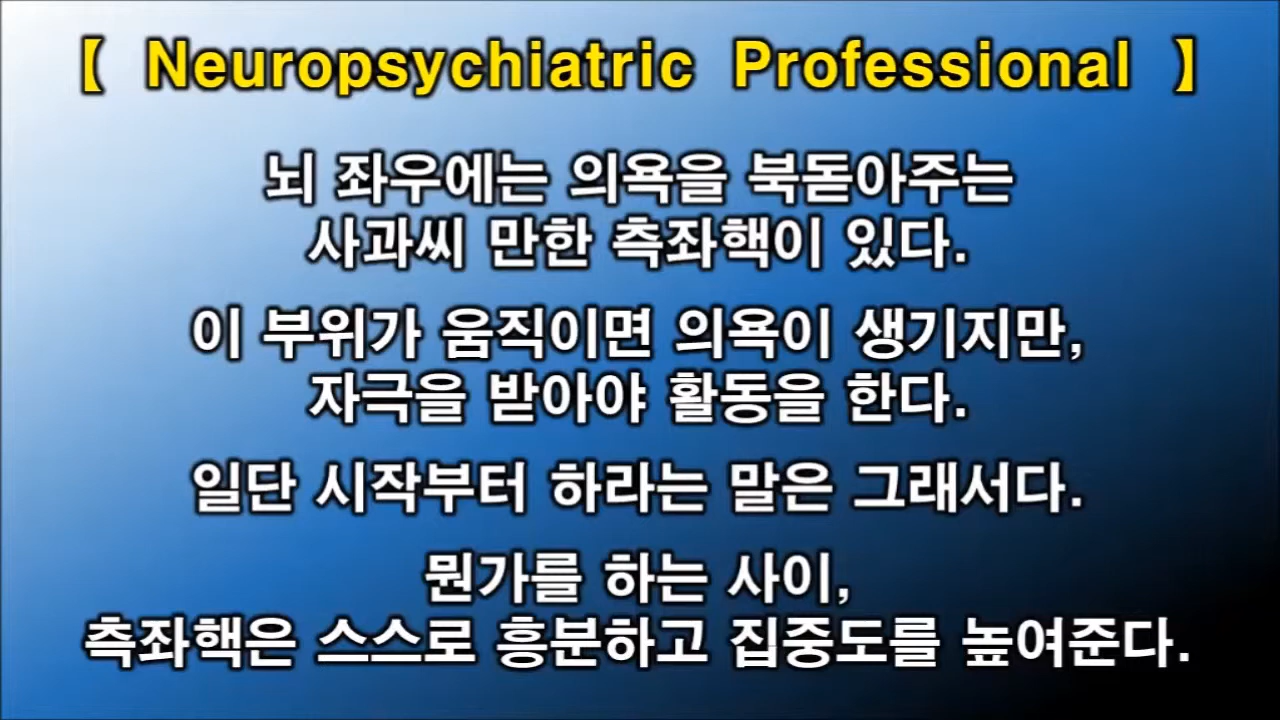 【 Neuropsychiatric Professional 】
뇌 좌우에는 의욕을 북돋아주는
사과씨 만한 측좌핵이 있다.
이 부위가 움직이면 의욕이 생기지만,
자극을 받아야 활동을 한다.
일단 시작부터 하라는 말은 그래서다.
뭔가를 하는 사이,
측좌핵은 스스로 흥분하고 집중도를 높여준다.